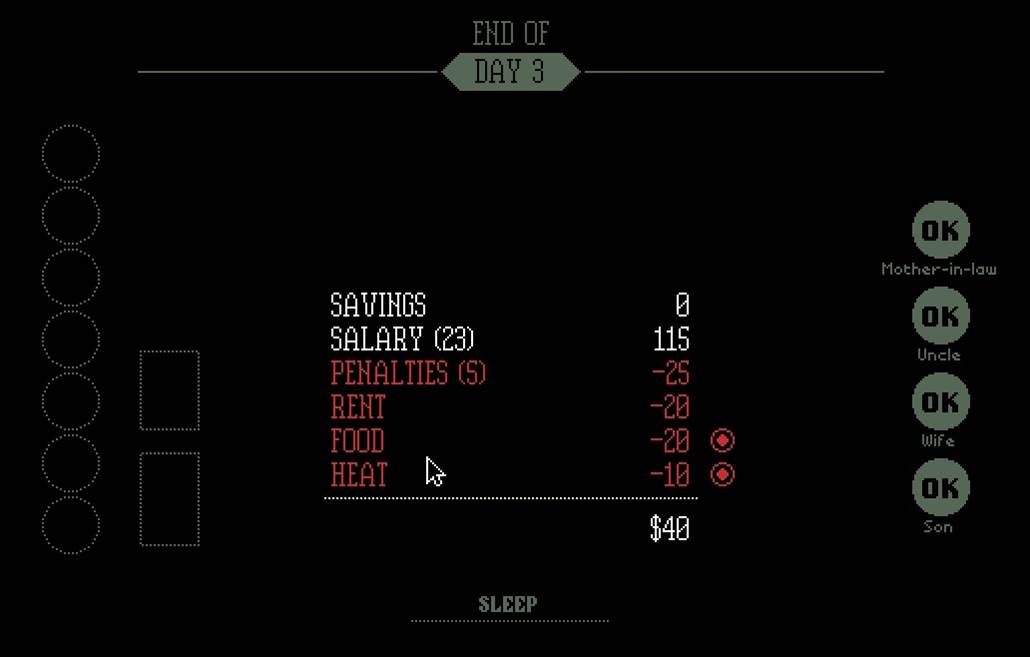 END OF
DAY 3
SAVINGS 0
SALARY (23) 115
PENALTIES (5) -25
RENT -20
FOOD -20
HEAT -10
$40
OK
Mother-in-law
OK
Uncle
OK
Wife
OK
Son
SLEEP